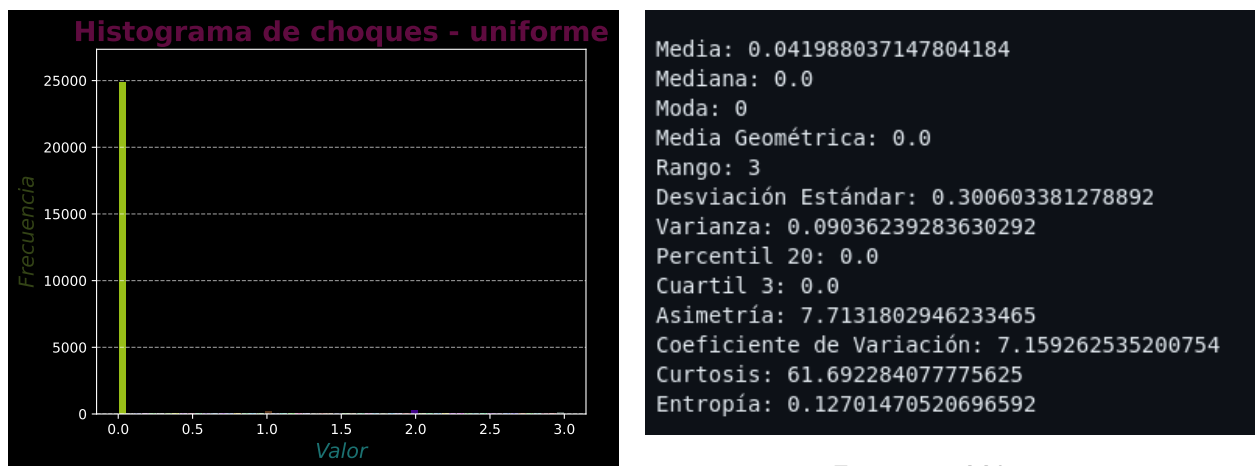 Histograma de choques - uniforme
25000
20000
15000
10000
5000
0
Frecuencia
0.0 0.5 1.0 1.5 2.0 2.5 3.0
Valor
Media: 0.041988037147804184
Mediana: 0.0
Moda: 0
Media Geométrica: 0.0
Rango: 3
Desviación Estándar: 0.300603381278892
Varianza: 0.09036239283630292
Percentil 20: 0.0
Cuartil 3: 0.0
Asimetría: 7.7131802946233465
Coeficiente de Variación: 7.159262535200754
Curtosis: 61.692284077775625
Entropía: 0.12701470520696592